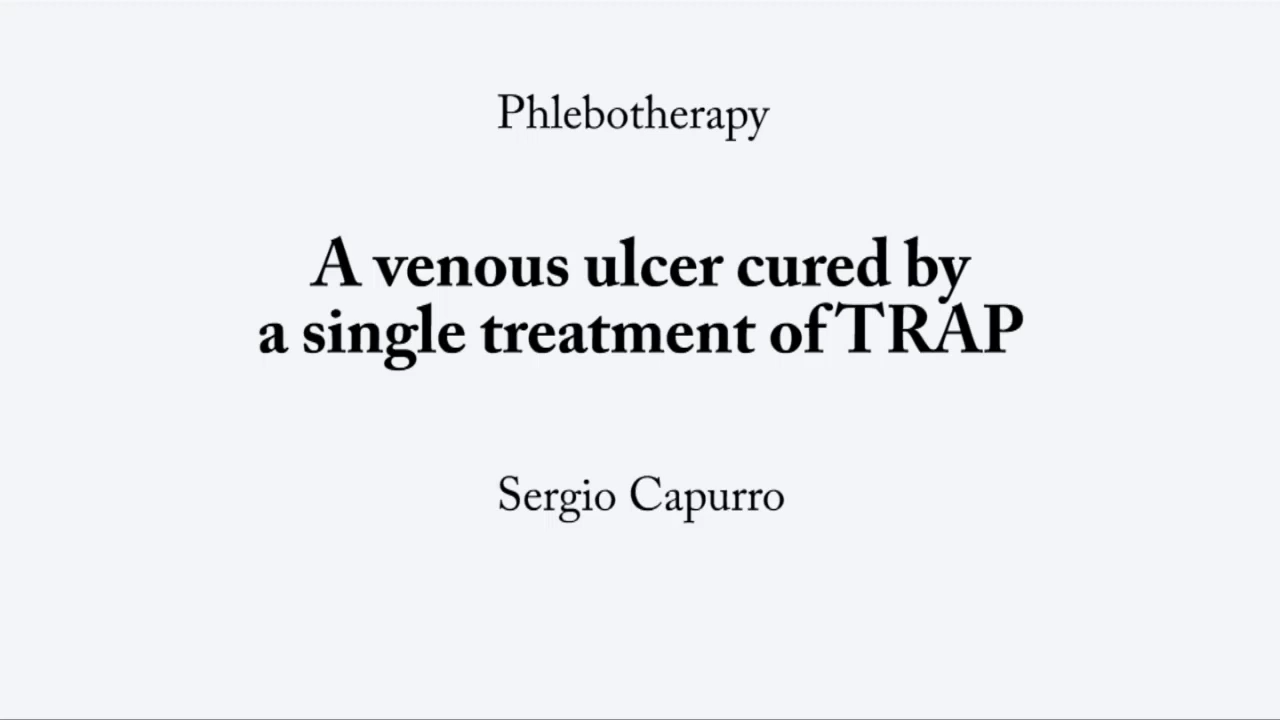 Phlebotherapy
A venous ulcer cured by
a single treatment of TRAP
Sergio Capurro